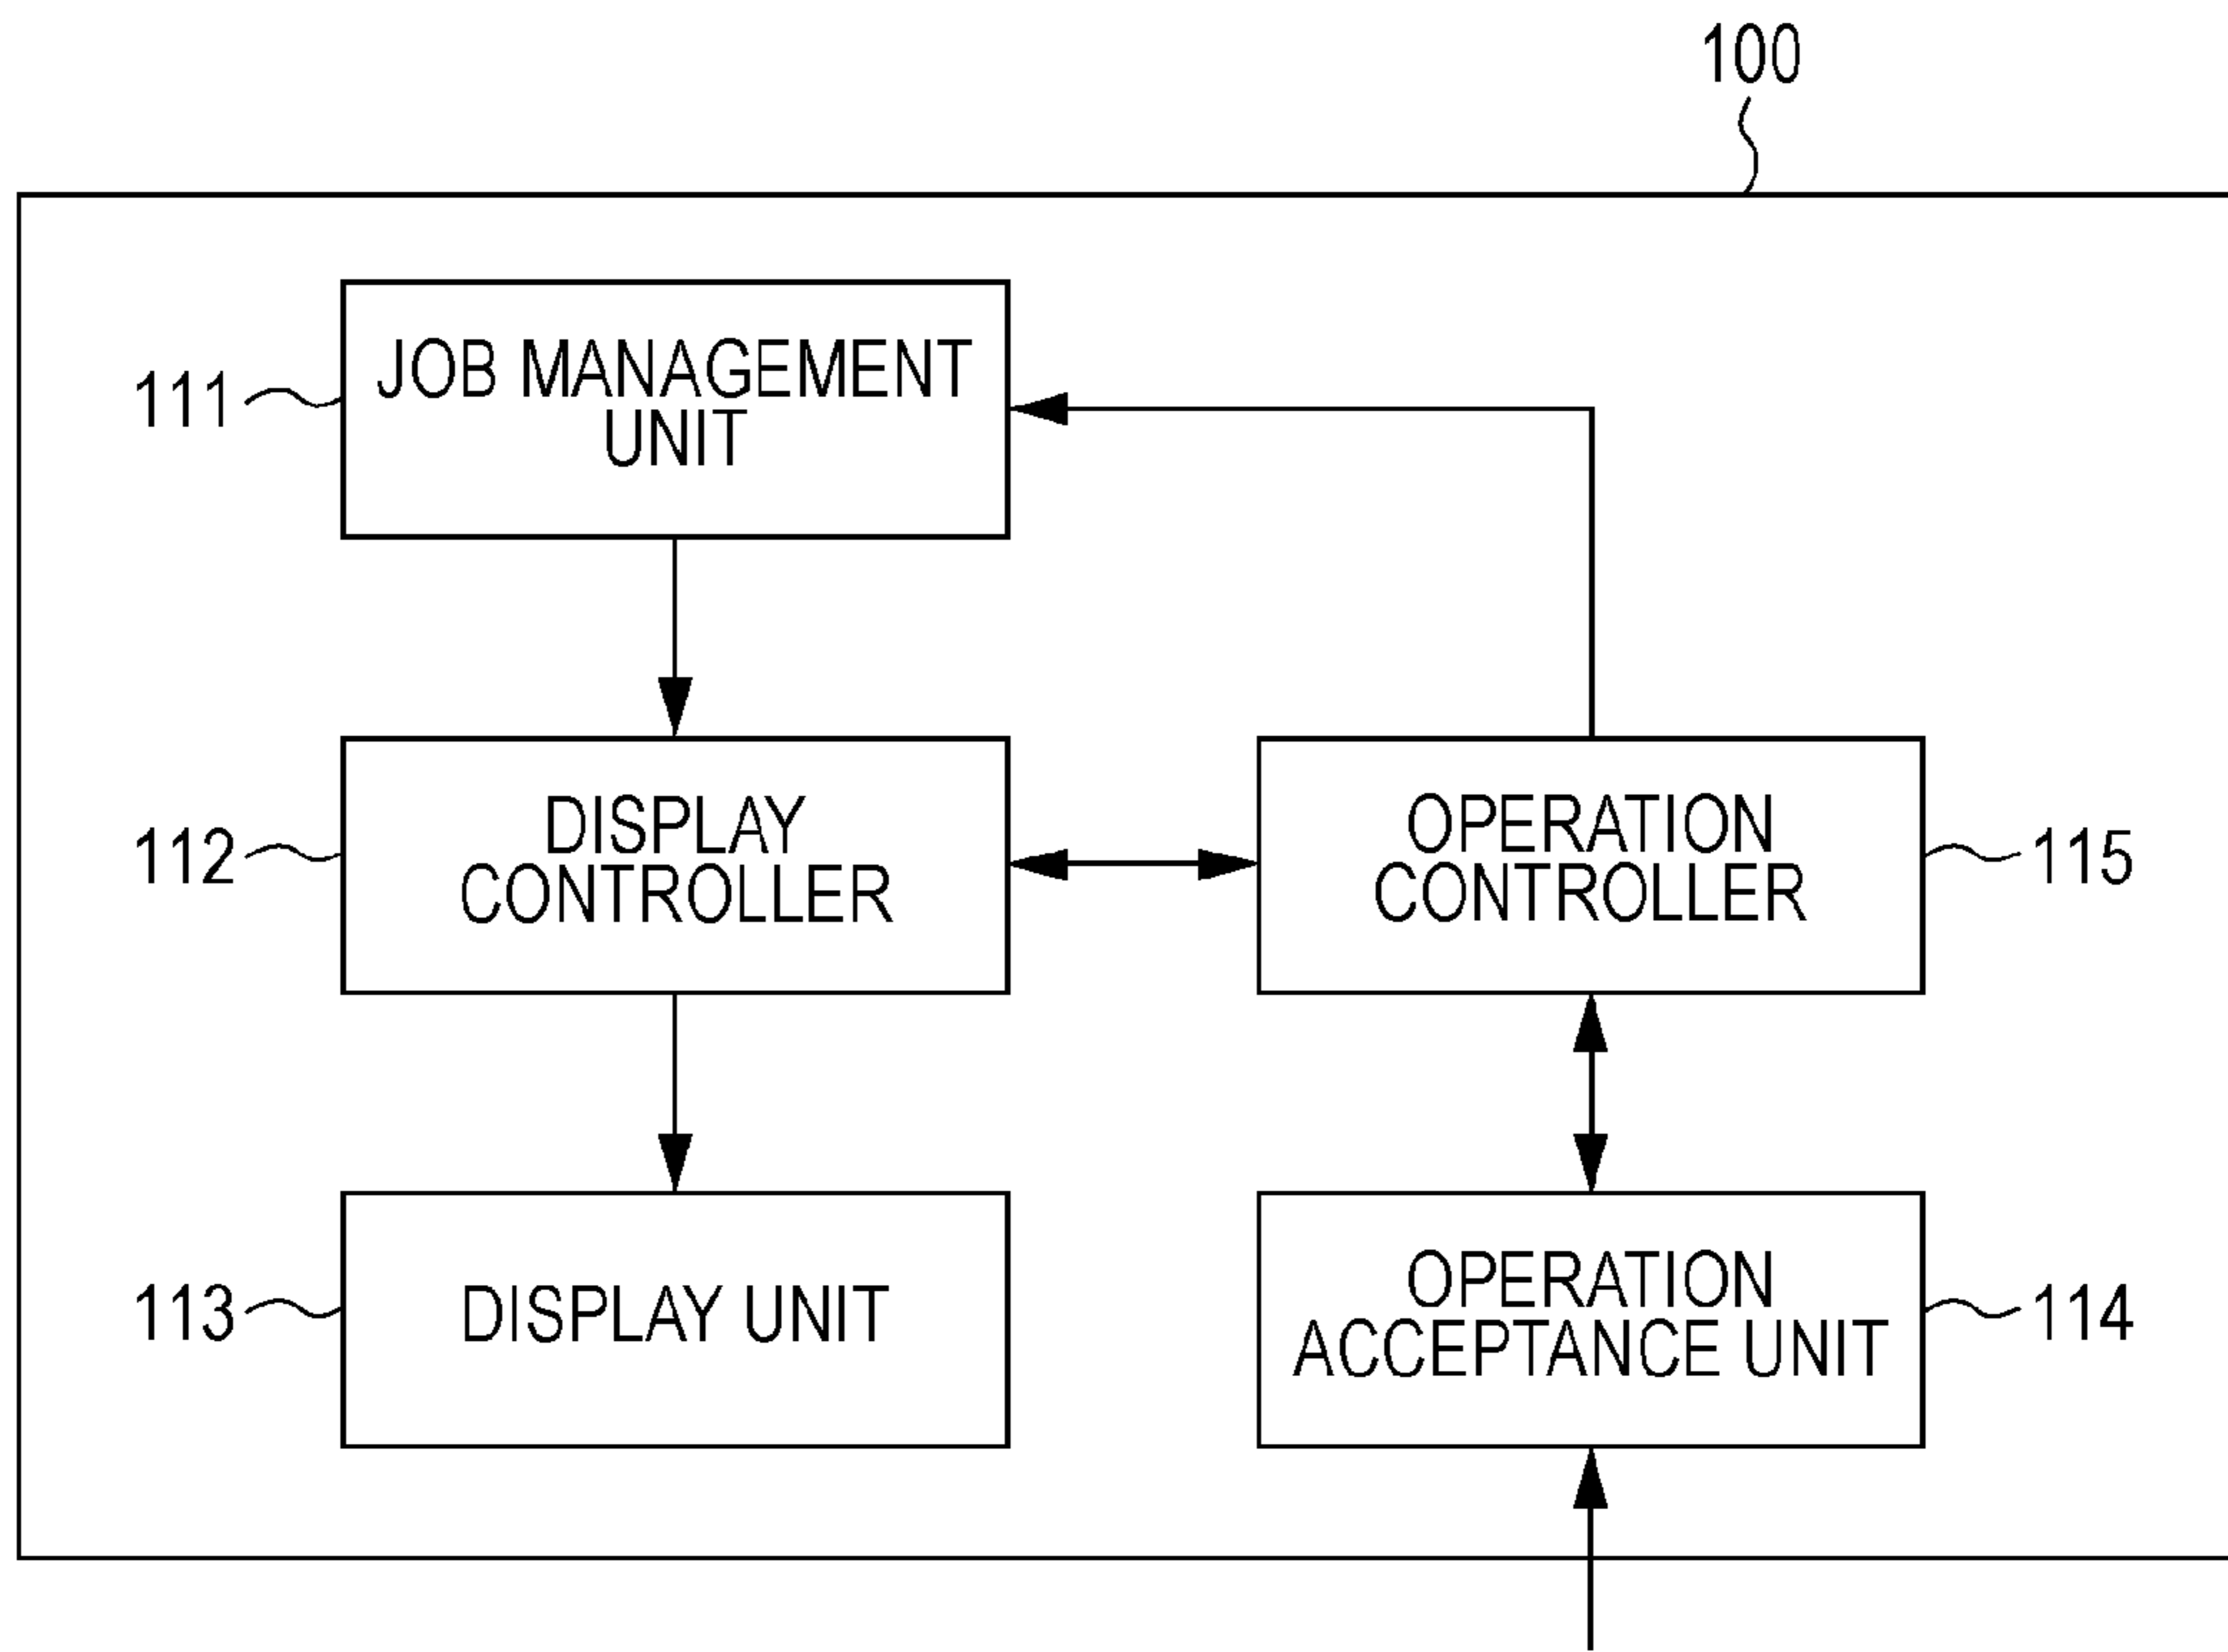 100
111
JOB MANAGEMENT
UNIT
112
DISPLAY
CONTROLLER
OPERATION
CONTROLLER
115
113
DISPLAY UNIT
OPERATION
ACCEPTANCE UNIT
114